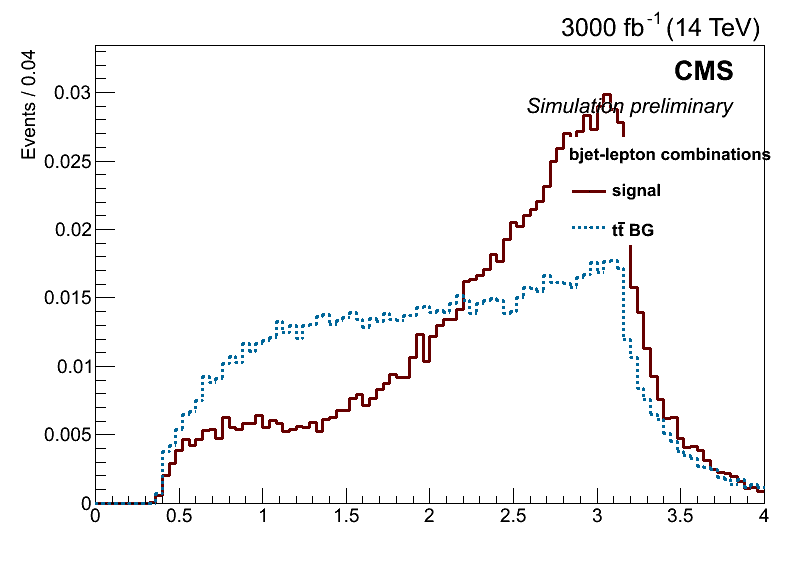 3000 fb⁻¹ (14 TeV)
CMS
Simulation preliminary
Events / 0.04
bjet-lepton combinations
signal
tt̄ BG
0.03
0.025
0.02
0.015
0.01
0.005
0
0 0.5 1 1.5 2 2.5 3 3.5 4